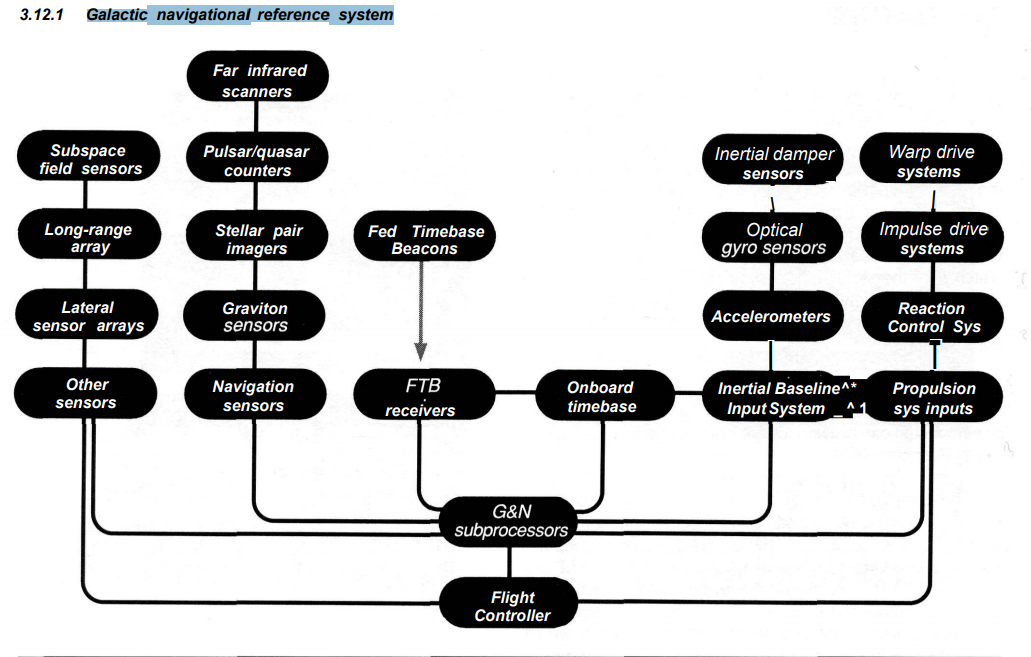 3.12.1 Galactic navigational reference system
Far infrared
scanners
Subspace
field sensors
Pulsar/quasar
counters
Inertial damper
sensors
Warp drive
systems
Long-range
array
Stellar pair
imagers
Fed Timebase
Beacons
Optical
gyro sensors
Impulse drive
systems
Lateral
sensor arrays
Graviton
sensors
Accelerometers
Reaction
Control Sys
Other
sensors
Navigation
sensors
FTB
receivers
Onboard
timebase
Inertial Baseline^*
Input System _^ 1
Propulsion
sys inputs
G&N
subprocessors
Flight
Controller